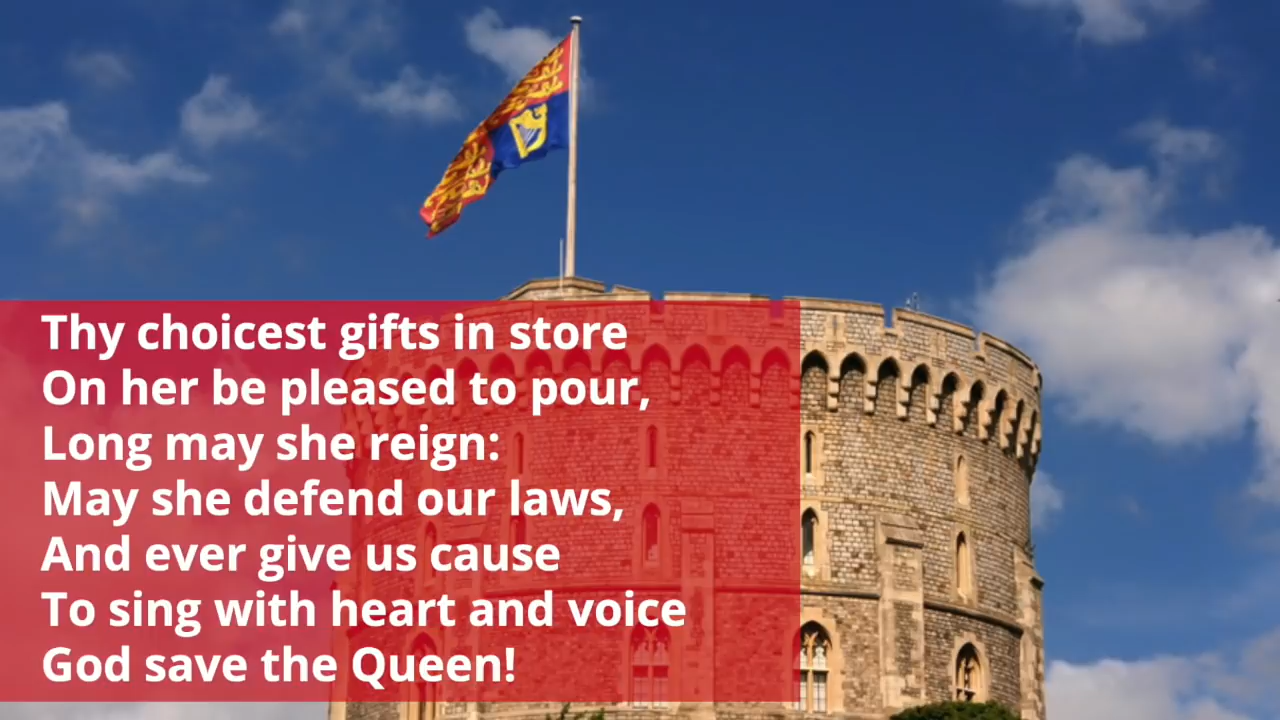 Thy choicest gifts in store
On her be pleased to pour,
Long may she reign:
May she defend our laws,
And ever give us cause
To sing with heart and voice
God save the Queen!